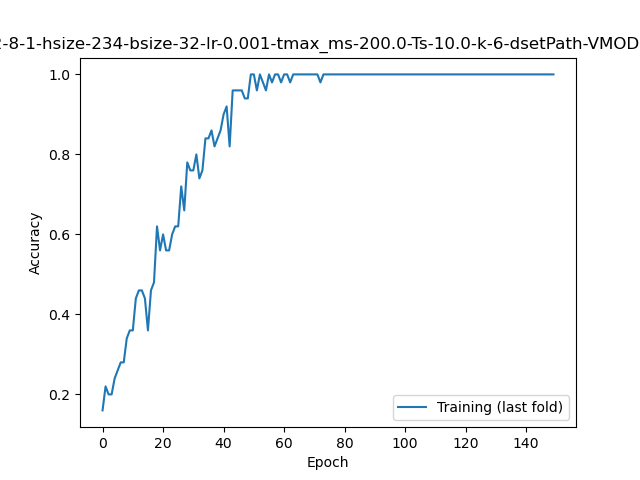 -8-1-hsize-234-bsize-32-lr-0.001-tmax_ms-200.0-Ts-10.0-k-6-dsetPath-VMOD
1.0
0.8
0.6
0.4
0.2
Accuracy
Training (last fold)
0 20 40 60 80 100 120 140
Epoch